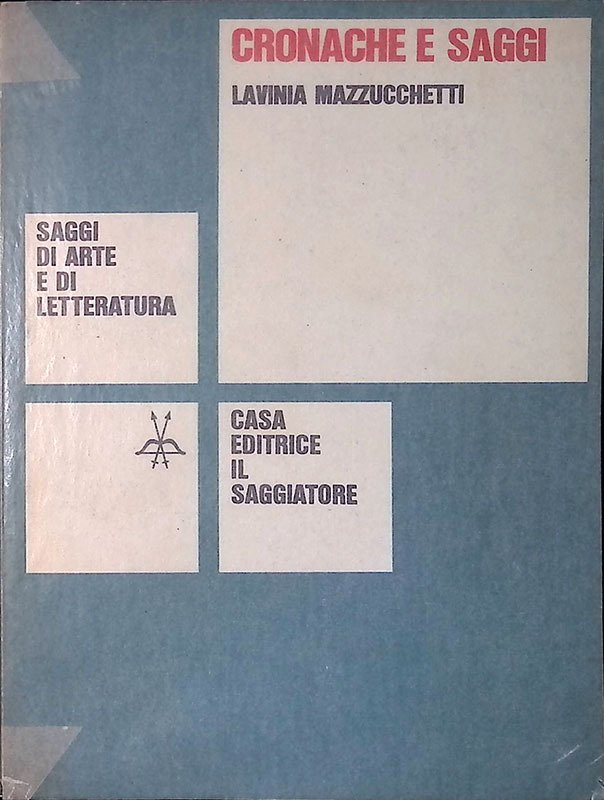 CRONACHE E SAGGI
LAVINIA MAZZUCCHETTI
SAGGI
DI ARTE
E DI
LETTERATURA
CASA
EDITRICE
IL
SAGGIATORE